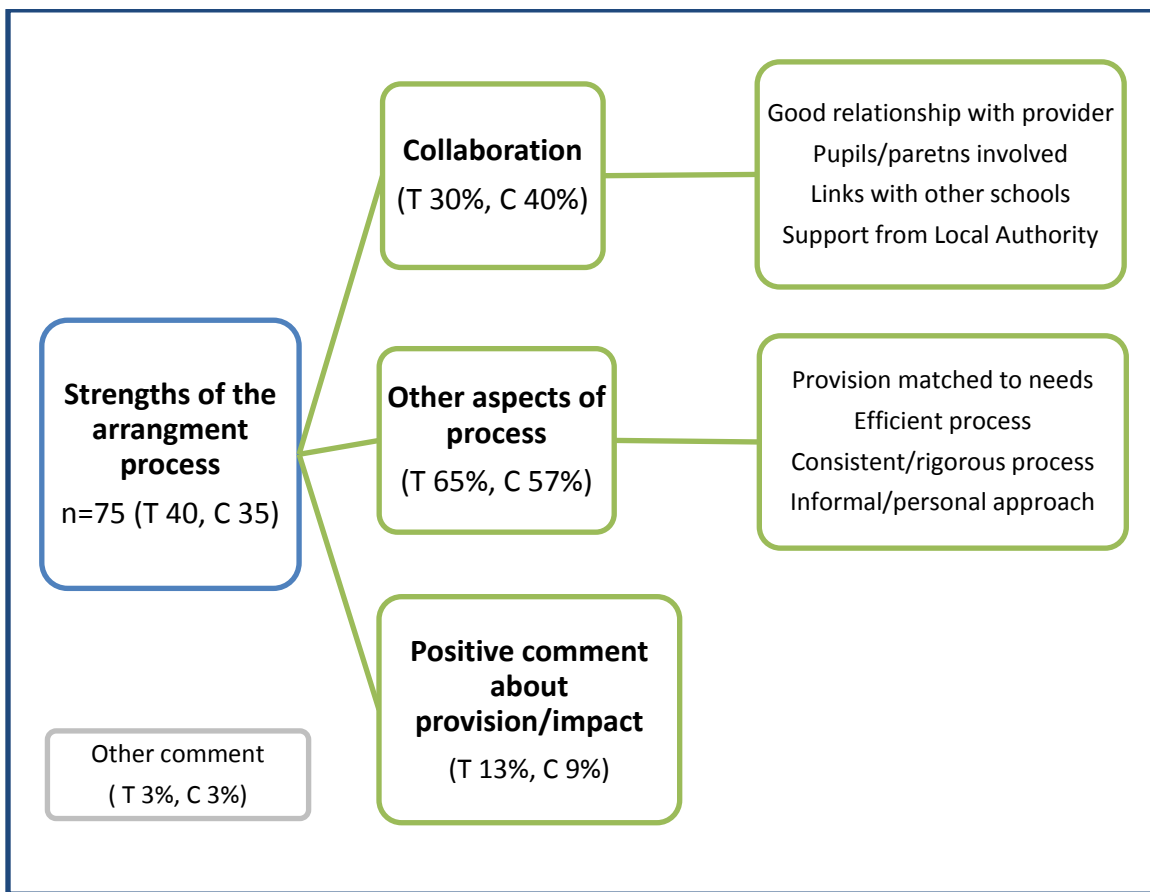 Strengths of the
arrangment
process
n=75 (T 40, C 35)
Collaboration
(T 30%, C 40%)
Good relationship with provider
Pupils/paretns involved
Links with other schools
Support from Local Authority
Other aspects of
process
(T 65%, C 57%)
Provision matched to needs
Efficient process
Consistent/rigorous process
Informal/personal approach
Positive comment
about
provision/impact
(T 13%, C 9%)
Other comment
( T 3%, C 3%)